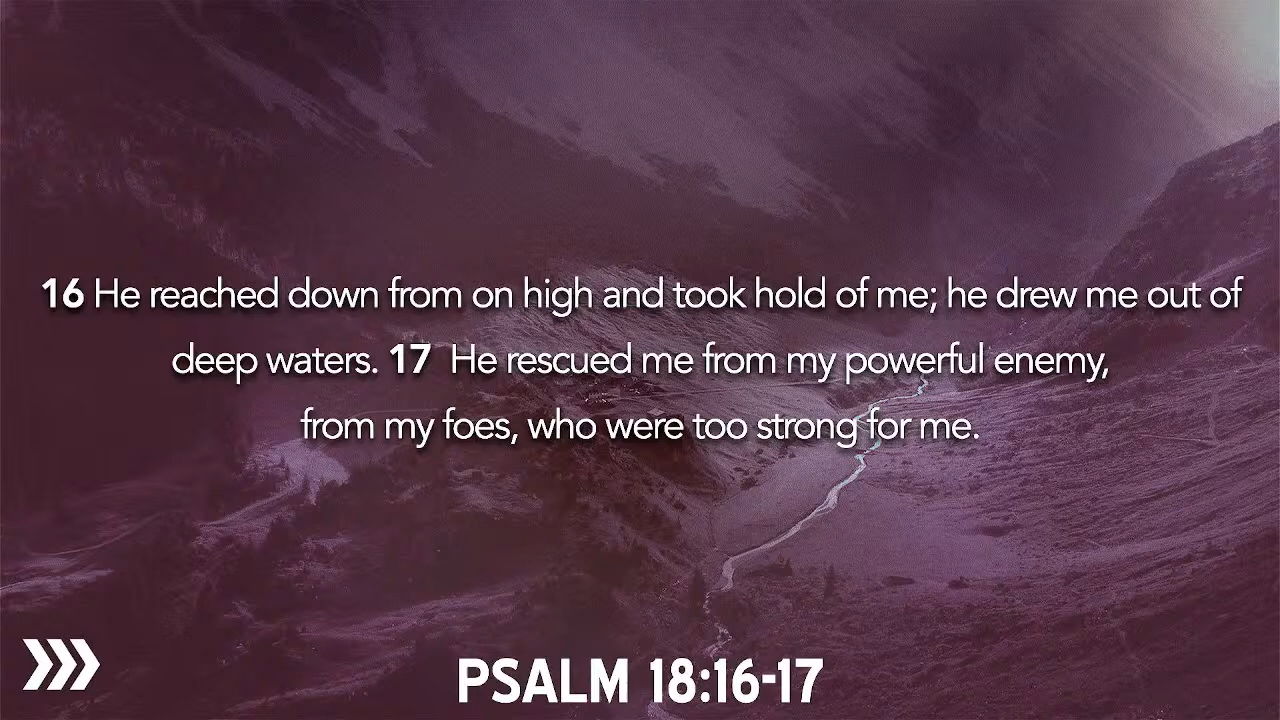 16 He reached down from on high and took hold of me; he drew me out of
deep waters. 17 He rescued me from my powerful enemy,
from my foes, who were too strong for me.
PSALM 18:16-17